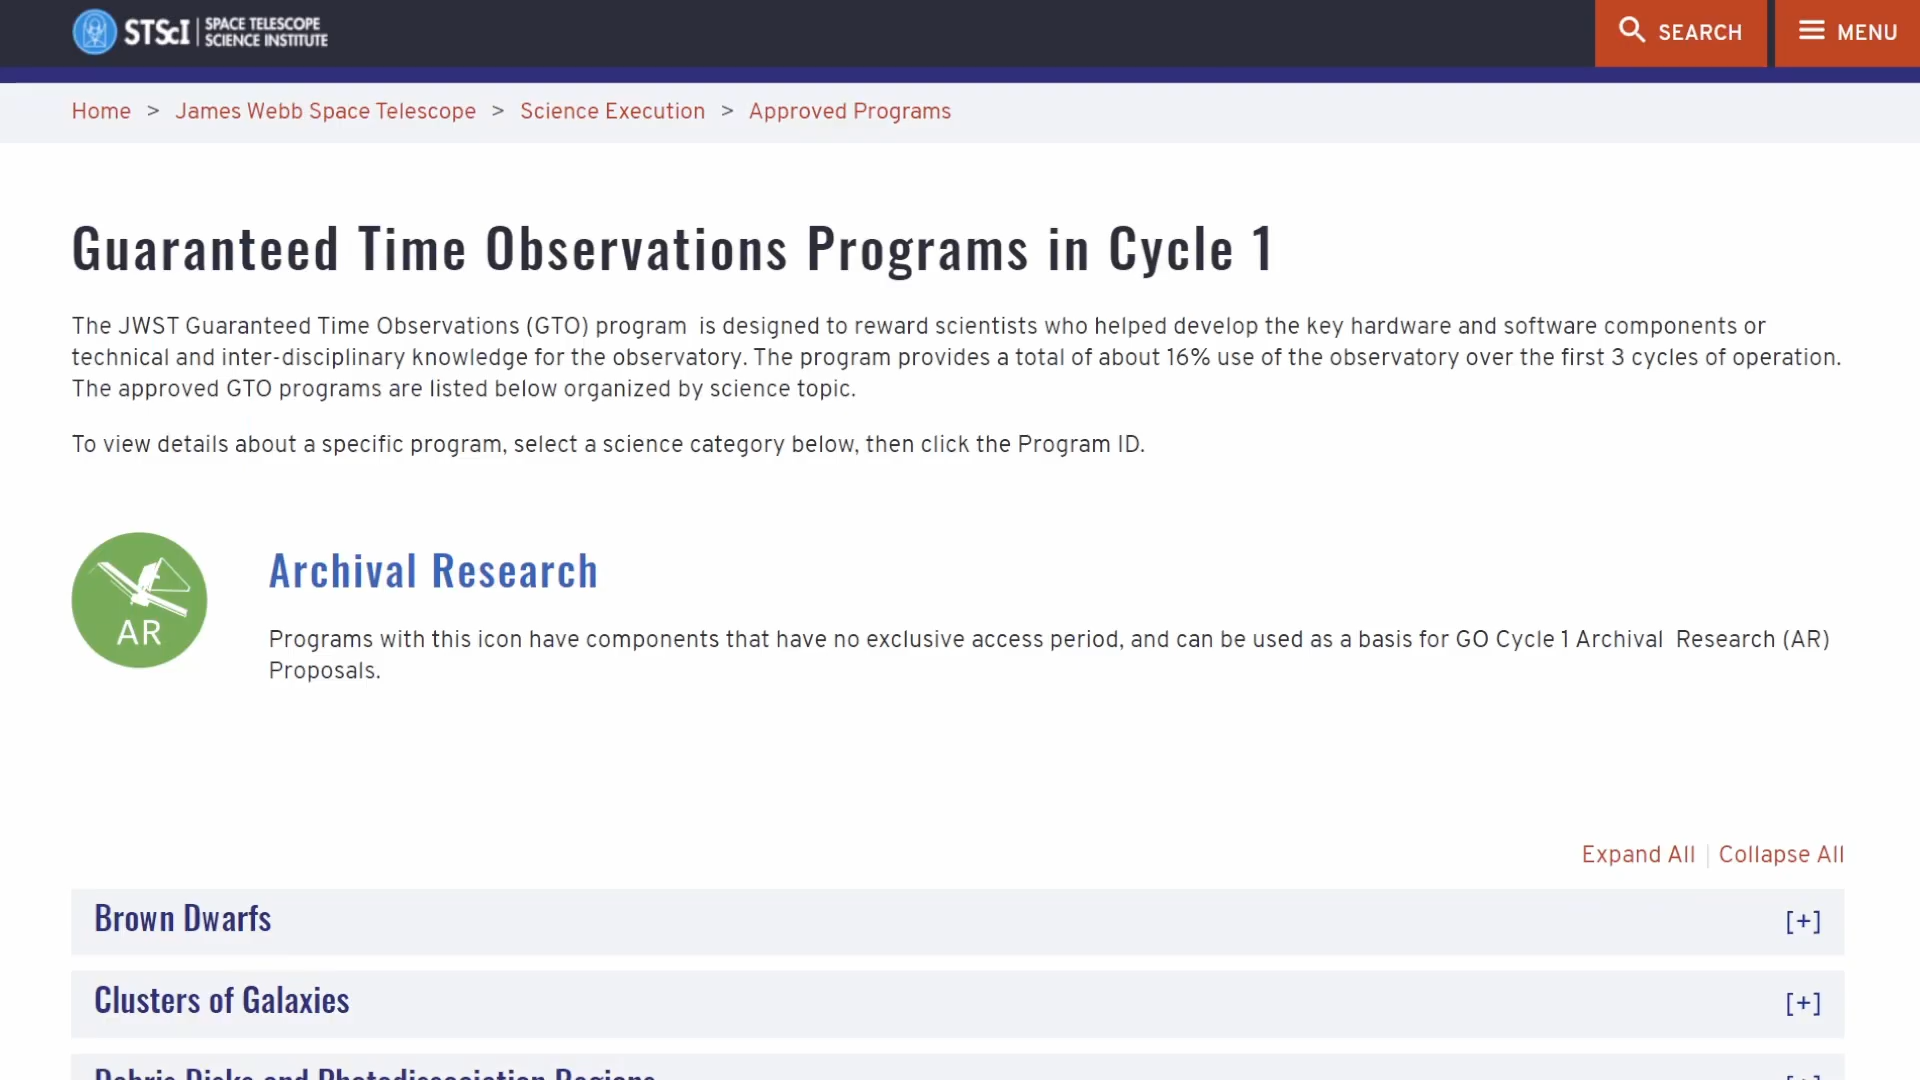 STScI | SPACE TELESCOPE
SCIENCE INSTITUTE
SEARCH
MENU
Home > James Webb Space Telescope > Science Execution > Approved Programs
Guaranteed Time Observations Programs in Cycle 1
The JWST Guaranteed Time Observations (GTO) program is designed to reward scientists who helped develop the key hardware and software components or
technical and inter-disciplinary knowledge for the observatory. The program provides a total of about 16% use of the observatory over the first 3 cycles of operation.
The approved GTO programs are listed below organized by science topic.
To view details about a specific program, select a science category below, then click the Program ID.
AR
Archival Research
Programs with this icon have components that have no exclusive access period, and can be used as a basis for GO Cycle 1 Archival Research (AR)
Proposals.
Expand All | Collapse All
Brown Dwarfs [+]
Clusters of Galaxies [+]
Debris Disks and Photodissociation Regions [+]